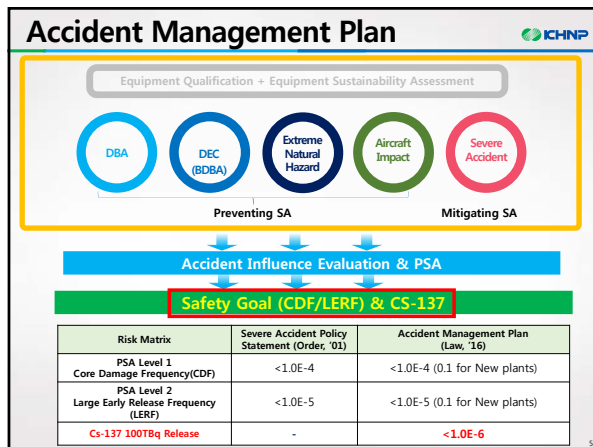 Accident Management Plan
KHNP
Equipment Qualification + Equipment Sustainability Assessment
DBA
DEC
(BDBA)
Extreme
Natural
Hazard
Aircraft
Impact
Severe
Accident
Preventing SA
Mitigating SA
Accident Influence Evaluation & PSA
Safety Goal (CDF/LERF) & CS-137
Risk Matrix
Severe Accident Policy
Statement (Order, '01)
Accident Management Plan
(Law, '16)
PSA Level 1
Core Damage Frequency(CDF)
<1.0E-4
<1.0E-4 (0.1 for New plants)
PSA Level 2
Large Early Release Frequency
(LERF)
<1.0E-5
<1.0E-5 (0.1 for New plants)
Cs-137 100TBq Release
-
<1.0E-6
5